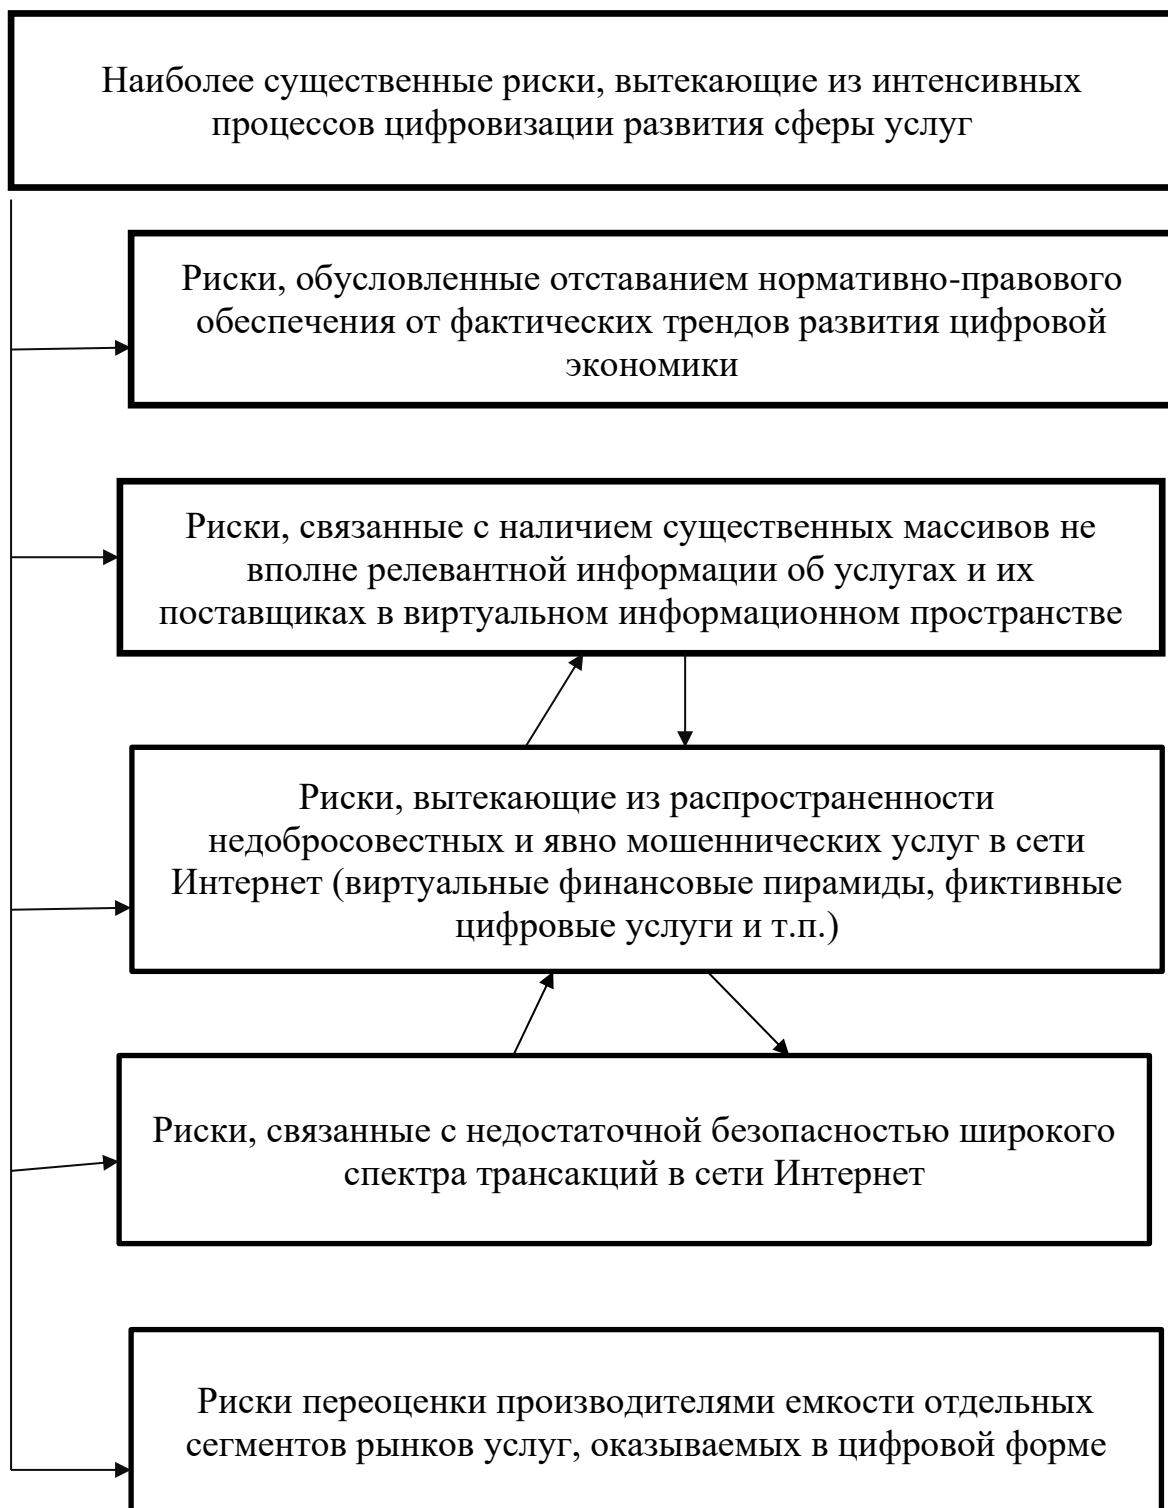 Наиболее существенные риски, вытекающие из интенсивных
процессов цифровизации развития сферы услуг
Риски, обусловленные отставанием нормативно-правового
обеспечения от фактических трендов развития цифровой
экономики
Риски, связанные с наличием существенных массивов не
вполне релевантной информации об услугах и их
поставщиках в виртуальном информационном пространстве
Риски, вытекающие из распространенности
недобросовестных и явно мошеннических услуг в сети
Интернет (виртуальные финансовые пирамиды, фиктивные
цифровые услуги и т.п.)
Риски, связанные с недостаточной безопасностью широкого
спектра трансакций в сети Интернет
Риски переоценки производителями емкости отдельных
сегментов рынков услуг, оказываемых в цифровой форме